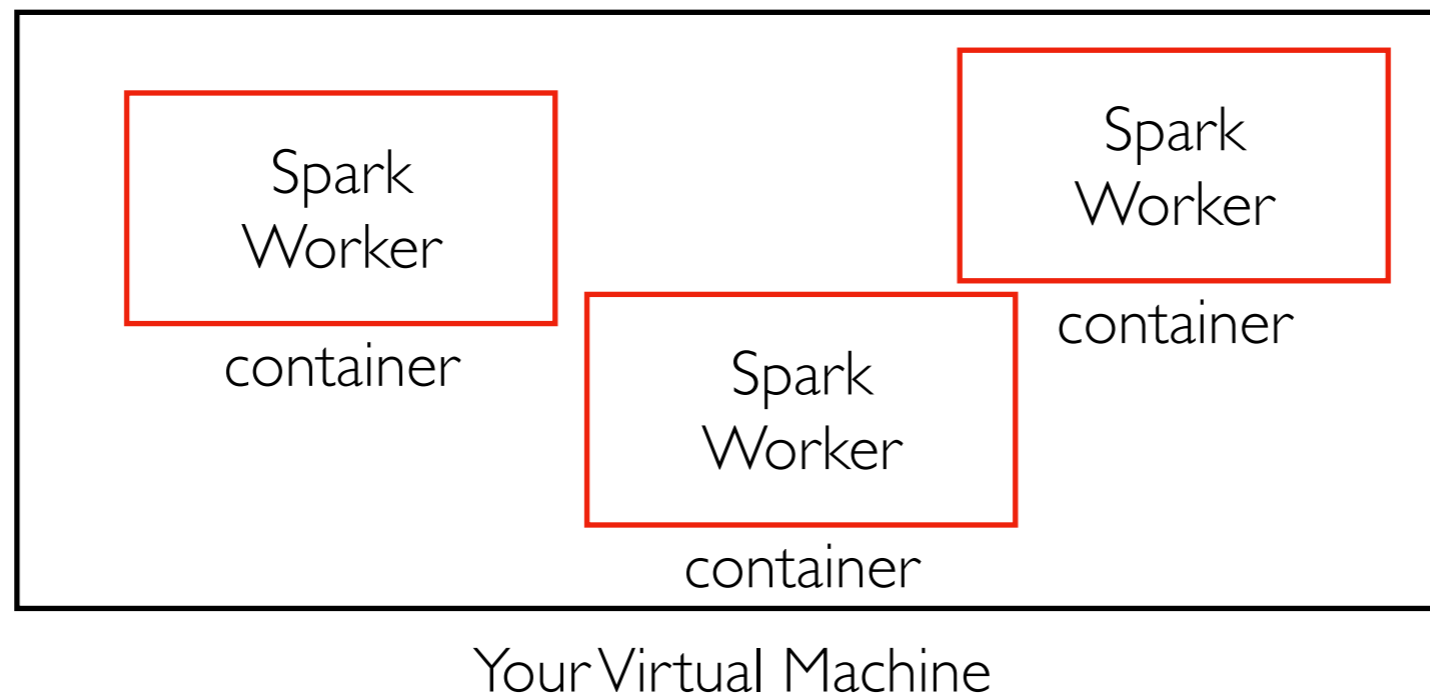 Spark
Worker
container
Spark
Worker
container
Spark
Worker
container
Your Virtual Machine